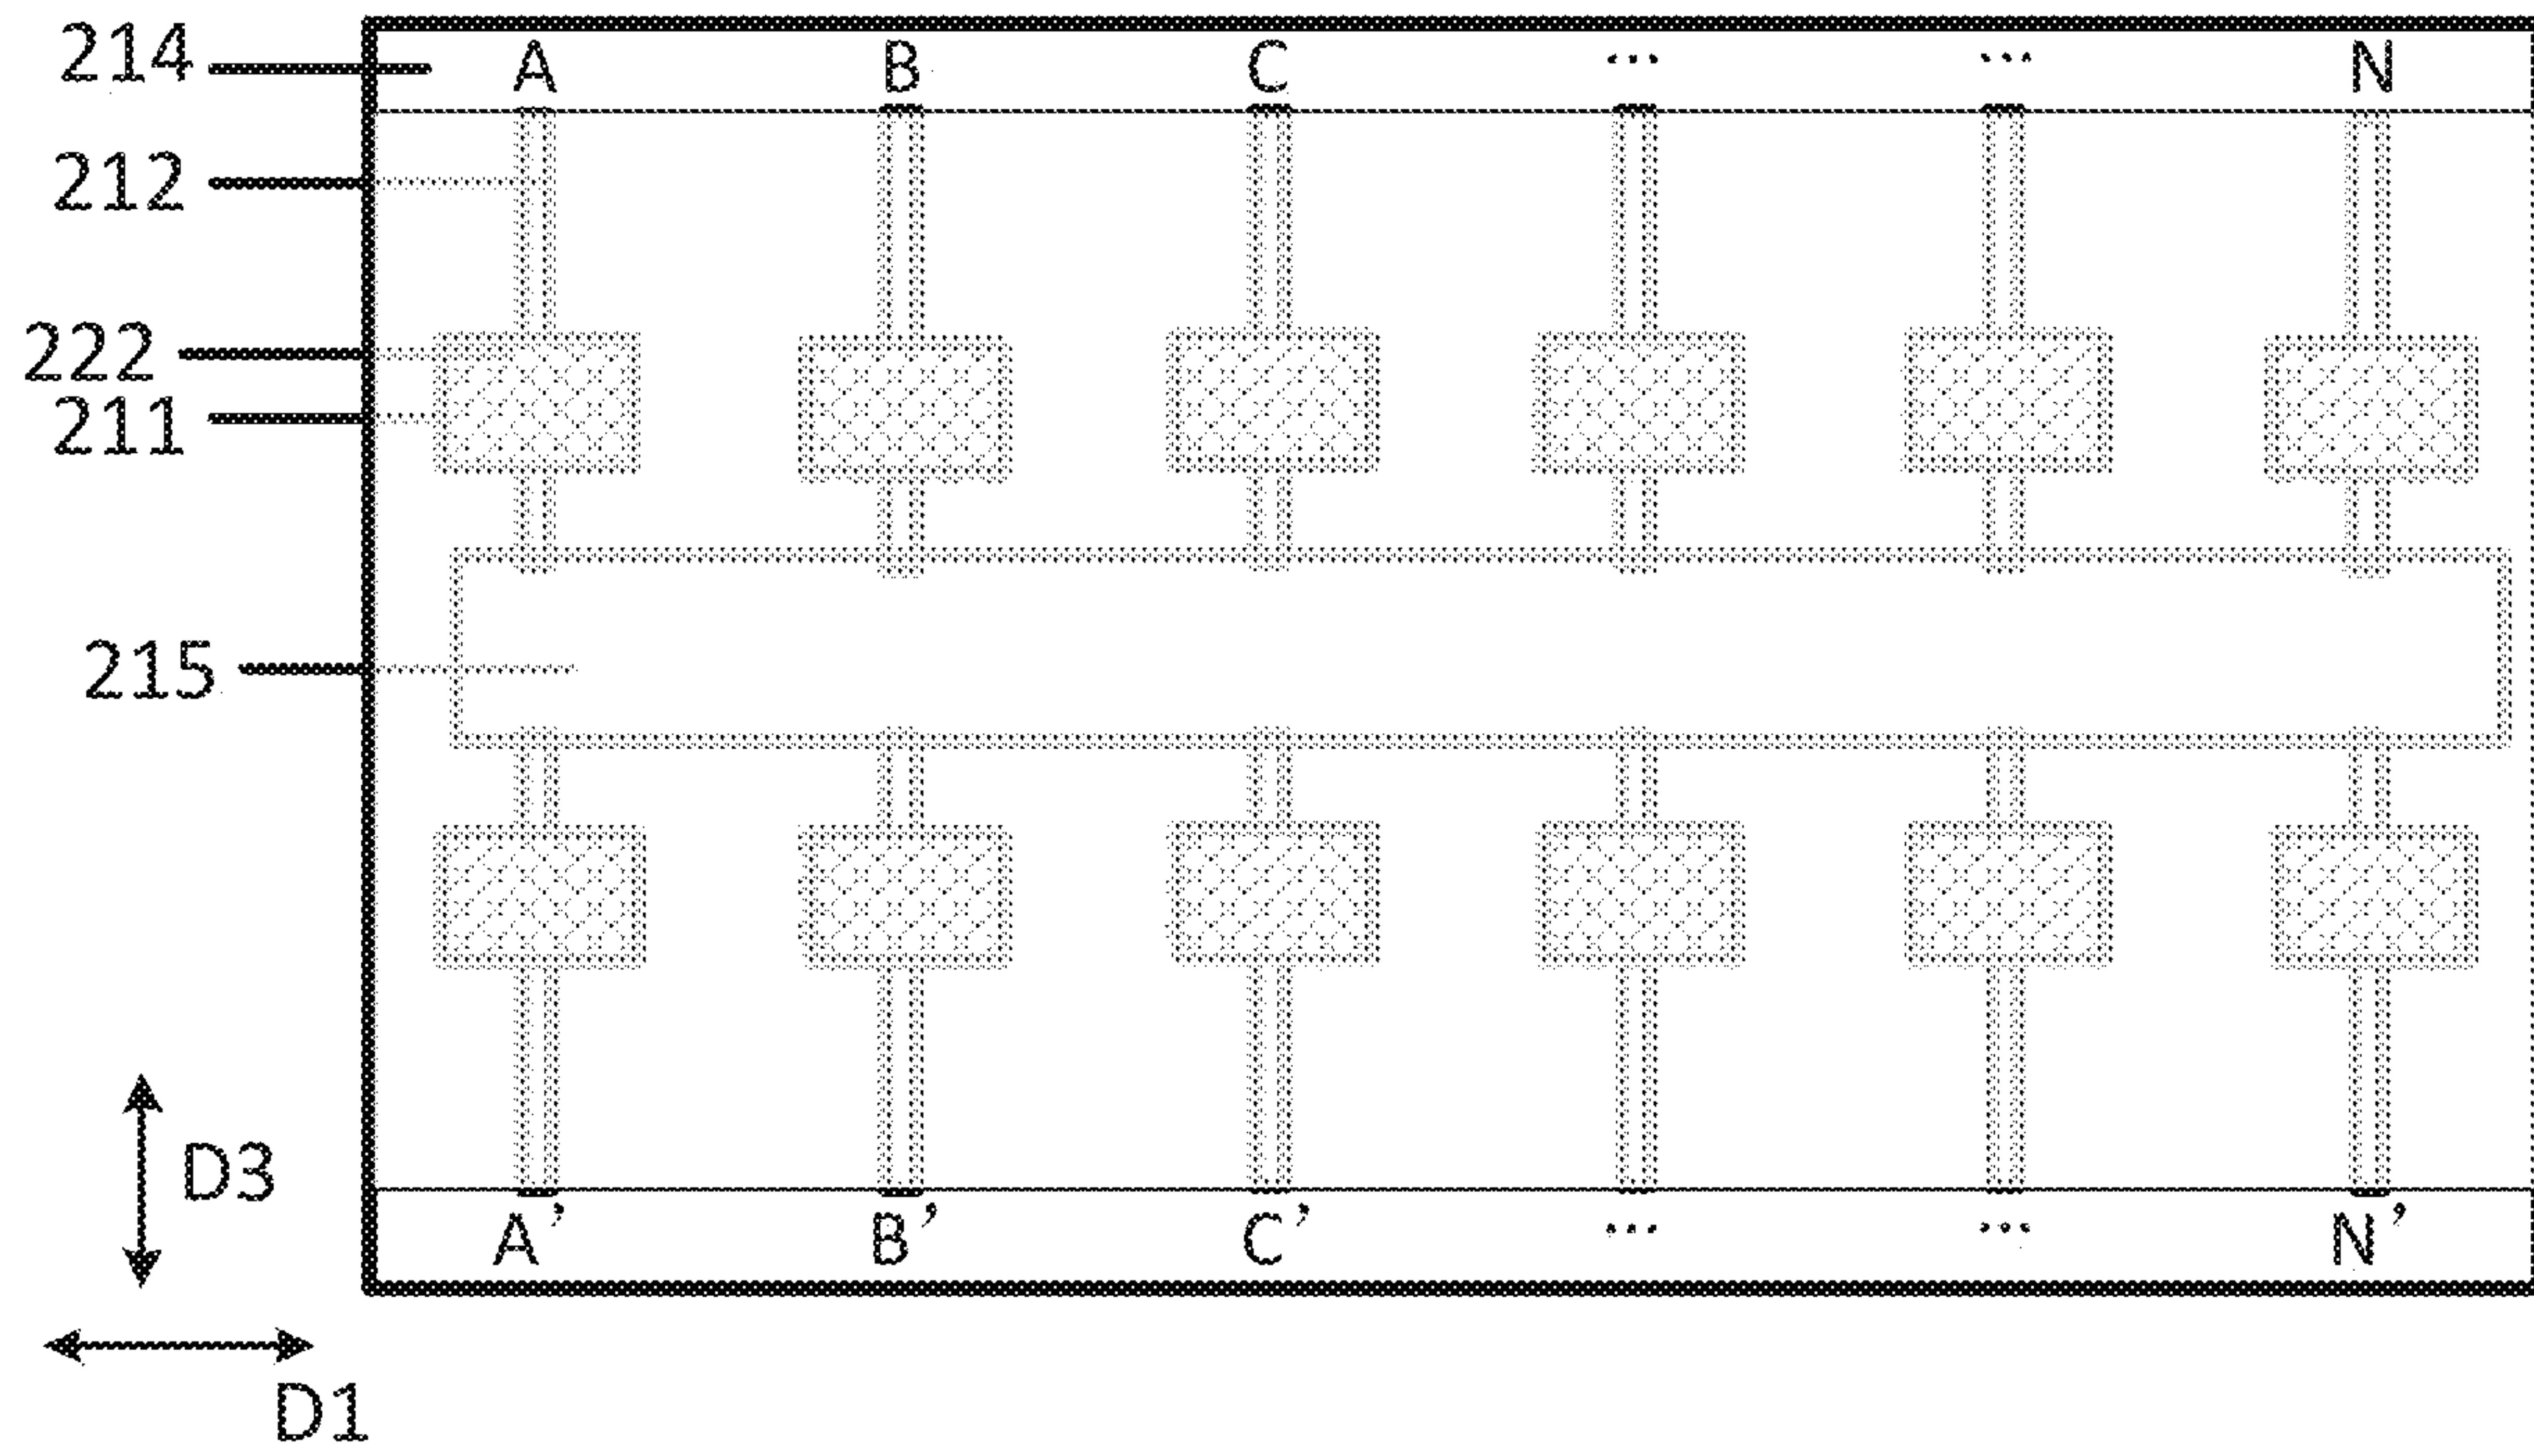 214 A B C ... ... N
212
222
211
215
D3
A’ B’ C’ ... ... N’
D1